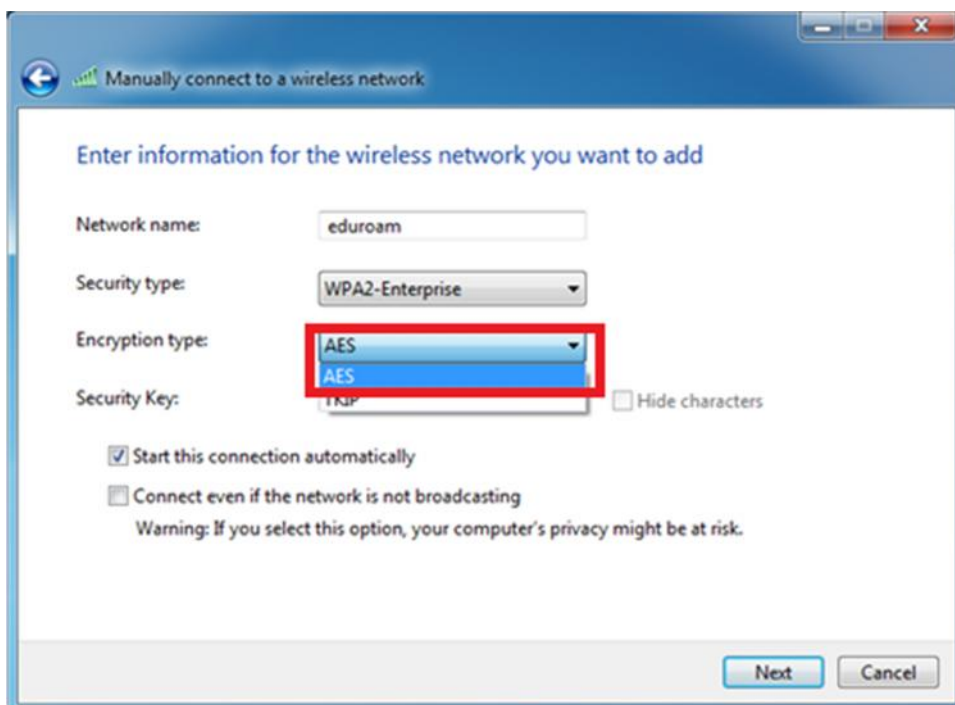 Manually connect to a wireless network
Enter information for the wireless network you want to add
Network name: eduroam
Security type: WPA2-Enterprise
Encryption type: AES
AES
Security Key: TKIP Hide characters
Start this connection automatically
Connect even if the network is not broadcasting
Warning: If you select this option, your computer's privacy might be at risk.
Next Cancel